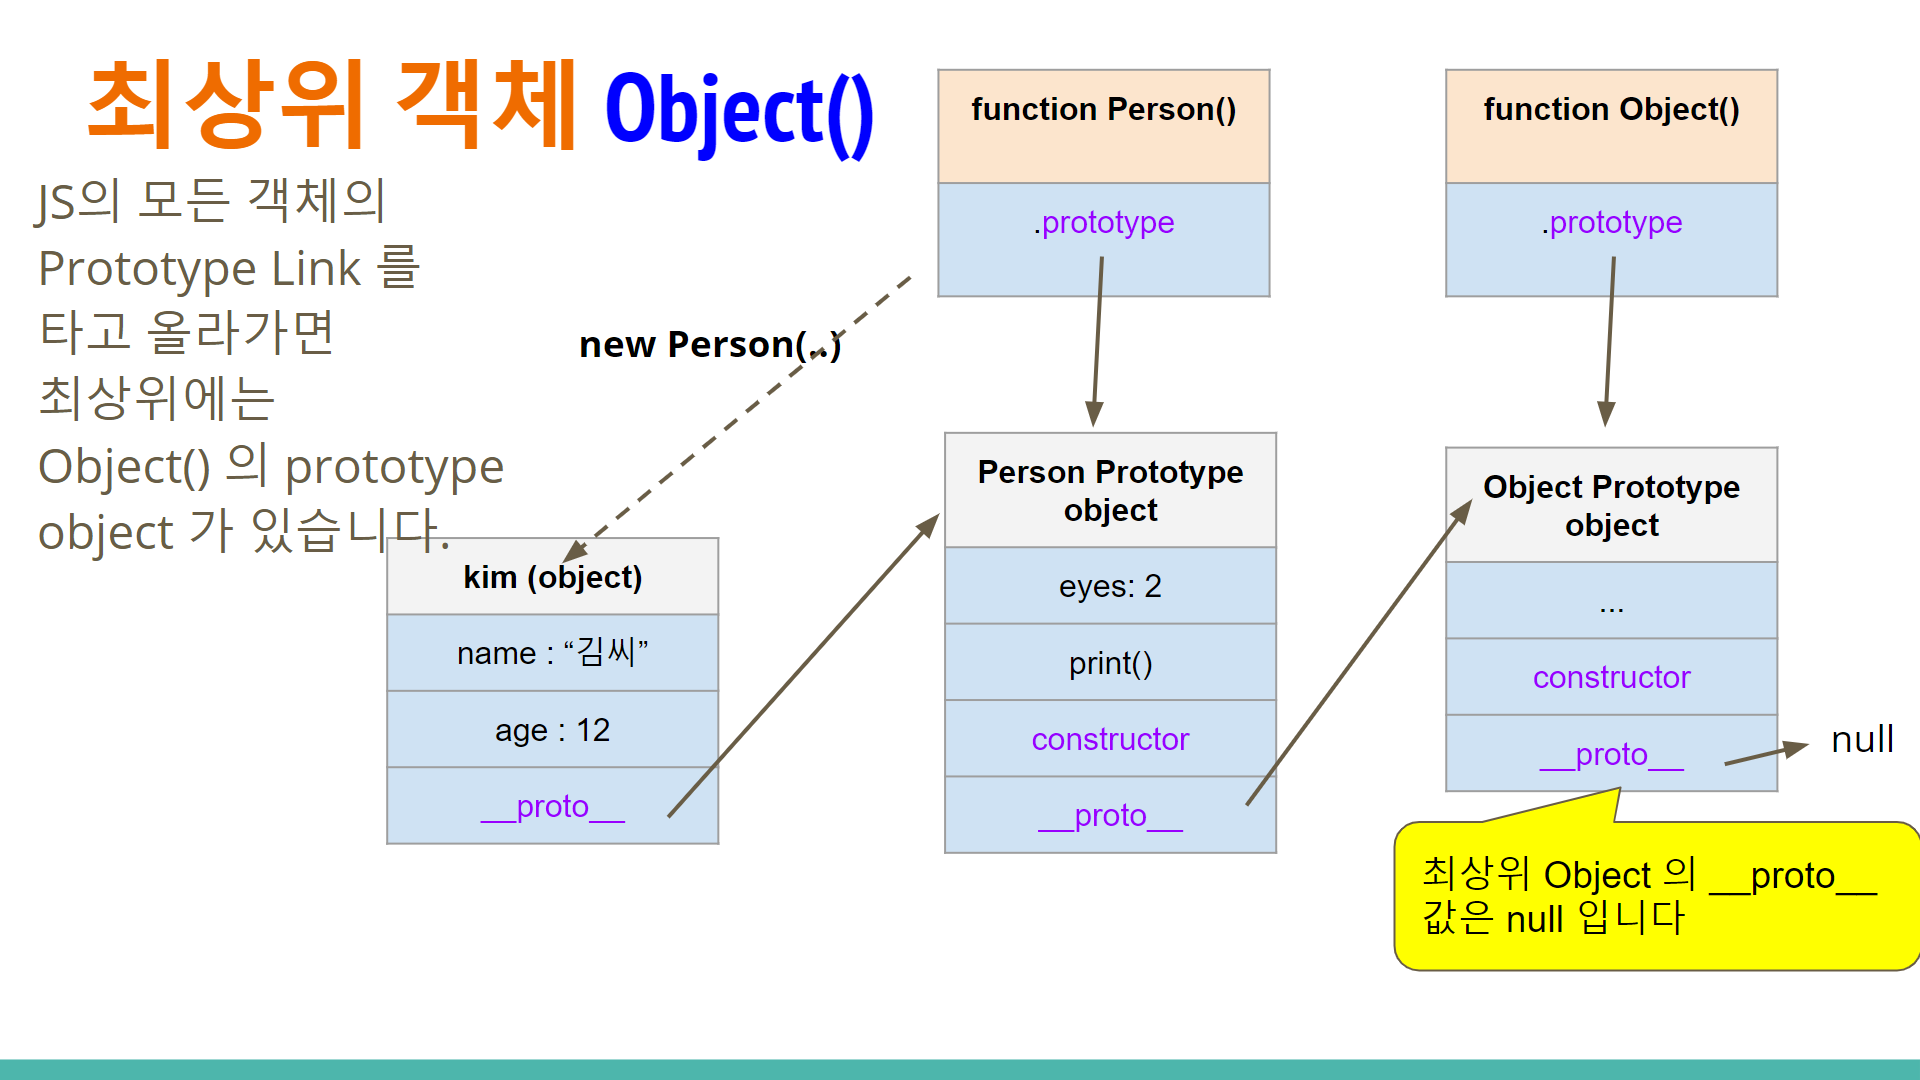 최상위 객체 Object()
JS의 모든 객체의
Prototype Link 를
타고 올라가면
최상위에는
Object() 의 prototype
object 가 있습니다.
new Person(..)
function Person()
.prototype
function Object()
.prototype
kim (object)
name : “김씨”
age : 12
__proto__
Person Prototype
object
eyes: 2
print()
constructor
__proto__
Object Prototype
object
...
constructor
__proto__
null
최상위 Object 의 __proto__
값은 null 입니다